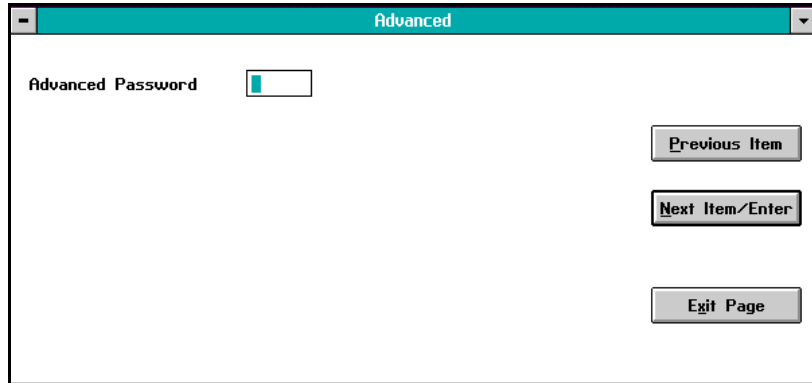 Advanced
Advanced Password
Previous Item
Next Item/Enter
Exit Page